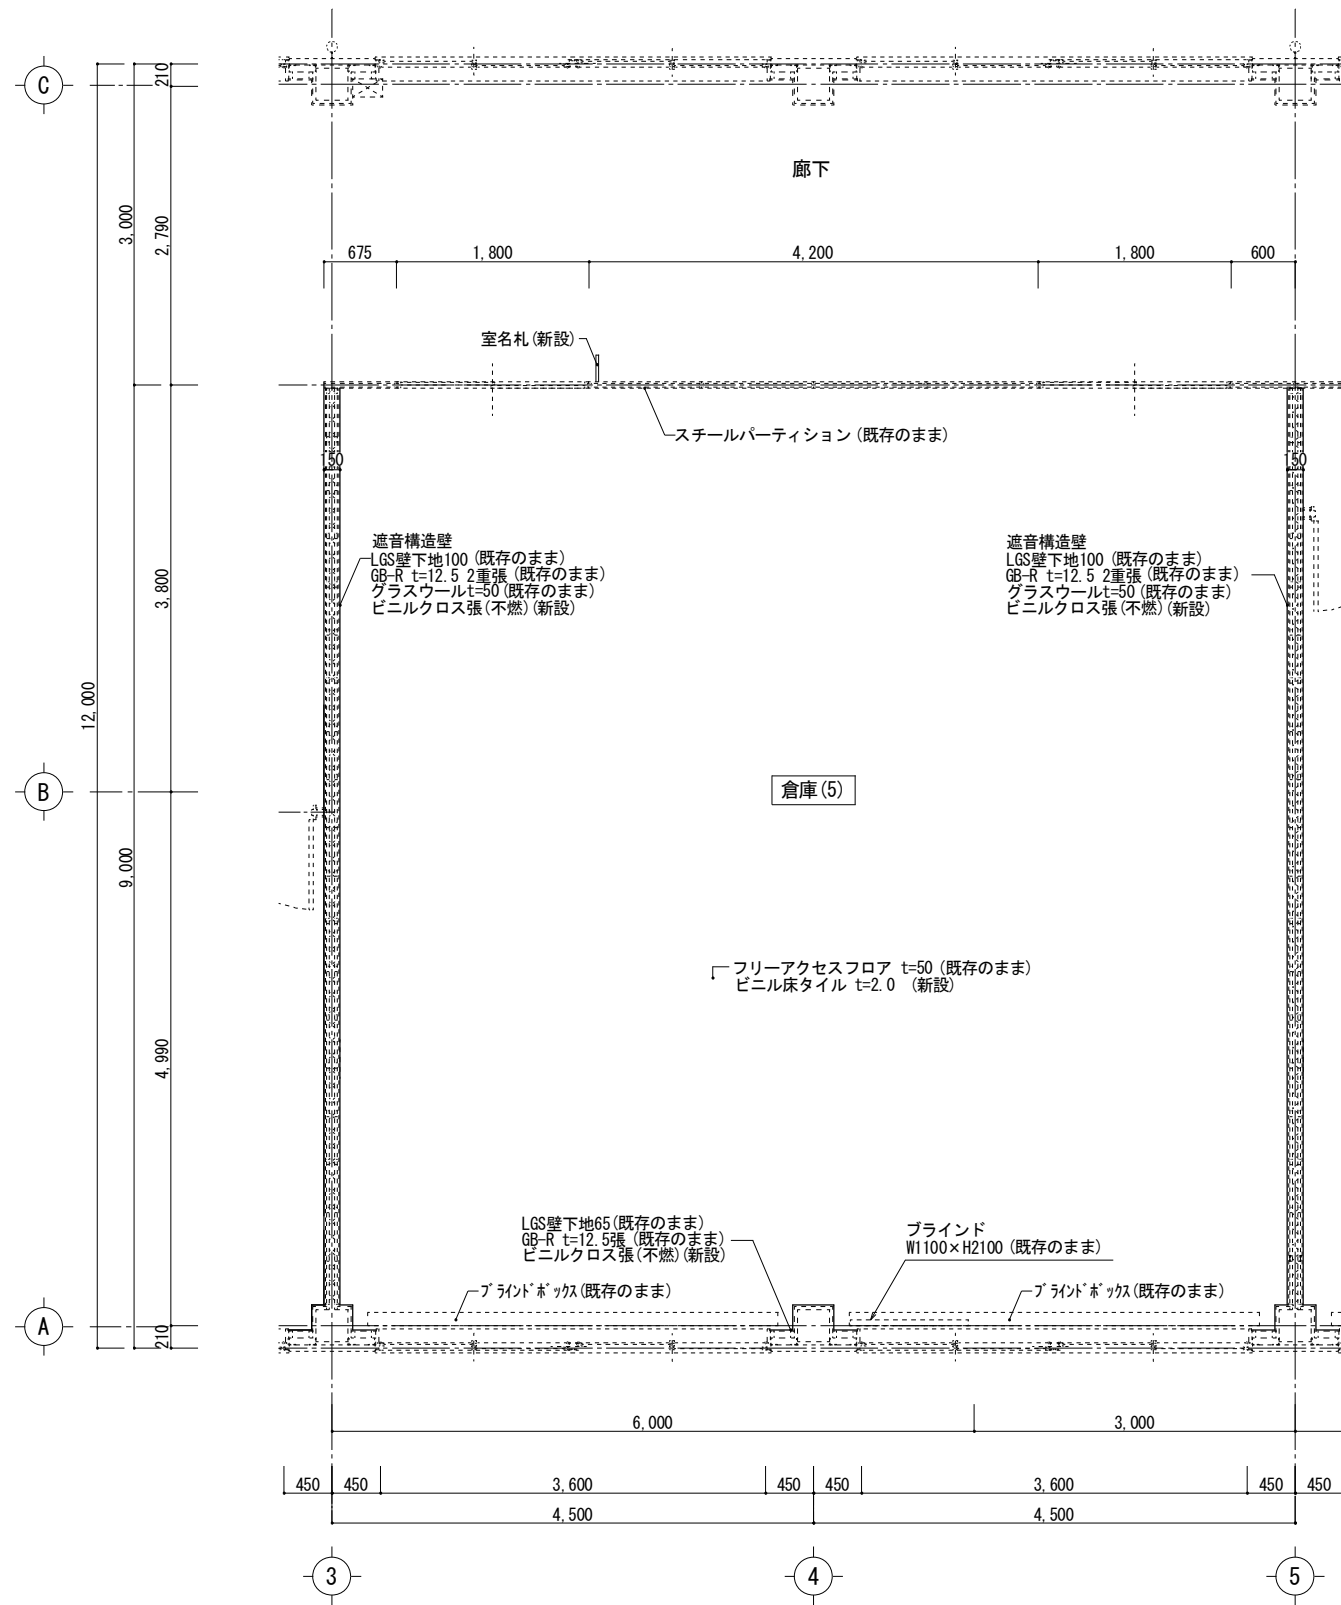 C
210
廊下
3,000
2,790
675
1,800
4,200
1,800
600
室名札(新設)
スチールパーティション(既存のまま)
150
150
遮音構造壁
LGS壁下地100(既存のまま)
GB-R t=12.5 2重張(既存のまま)
グラスウールt=50(既存のまま)
ビニルクロス張(不燃)(新設)
遮音構造壁
LGS壁下地100(既存のまま)
GB-R t=12.5 2重張(既存のまま)
グラスウールt=50(既存のまま)
ビニルクロス張(不燃)(新設)
3,800
12,000
B
倉庫(5)
9,000
フリーアクセスフロア t=50(既存のまま)
ビニル床タイル t=2.0 (新設)
4,990
LGS壁下地65(既存のまま)
GB-R t=12.5張(既存のまま)
ビニルクロス張(不燃)(新設)
ブラインド
W1100×H2100(既存のまま)
ブラインドボックス(既存のまま)
ブラインドボックス(既存のまま)
A
210
6,000
3,000
450
450
3,600
450
450
3,600
450
450
4,500
4,500
3
4
5